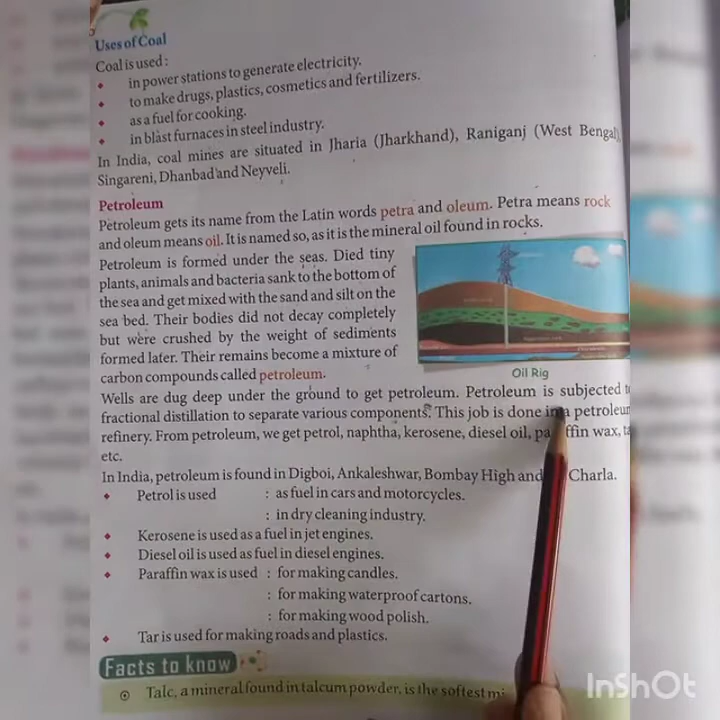 Uses of Coal
Coal is used :
in power stations to generate electricity.
to make drugs, plastics, cosmetics and fertilizers.
as a fuel for cooking.
in blast furnaces in steel industry.
In India, coal mines are situated in Jharia (Jharkhand), Raniganj (West Bengal),
Singareni, Dhanbad and Neyveli.
Petroleum
Petroleum gets its name from the Latin words petra and oleum. Petra means rock
and oleum means oil. It is named so, as it is the mineral oil found in rocks.
Petroleum is formed under the seas. Died tiny
plants, animals and bacteria sank to the bottom of
the sea and get mixed with the sand and silt on the
sea bed. Their bodies did not decay completely
but were crushed by the weight of sediments
formed later. Their remains become a mixture of
carbon compounds called petroleum.
Oil Rig
Wells are dug deep under the ground to get petroleum. Petroleum is subjected
fractional distillation to separate various components. This job is done in a
refinery. From petroleum, we get petrol, naphtha, kerosene, diesel oil, wax,
etc.
In India, petroleum is found in Digboi, Ankaleshwar, Bombay High and Charla.
Petrol is used : as fuel in cars and motorcycles.
: in dry cleaning industry.
Kerosene is used as a fuel in jet engines.
Diesel oil is used as fuel in diesel engines.
Paraffin wax is used : for making candles.
: for making waterproof cartons.
: for making wood polish.
Tar is used for making roads and plastics.
Facts to know
Talc, a mineral found in talcum powder, is the softest
InShOt